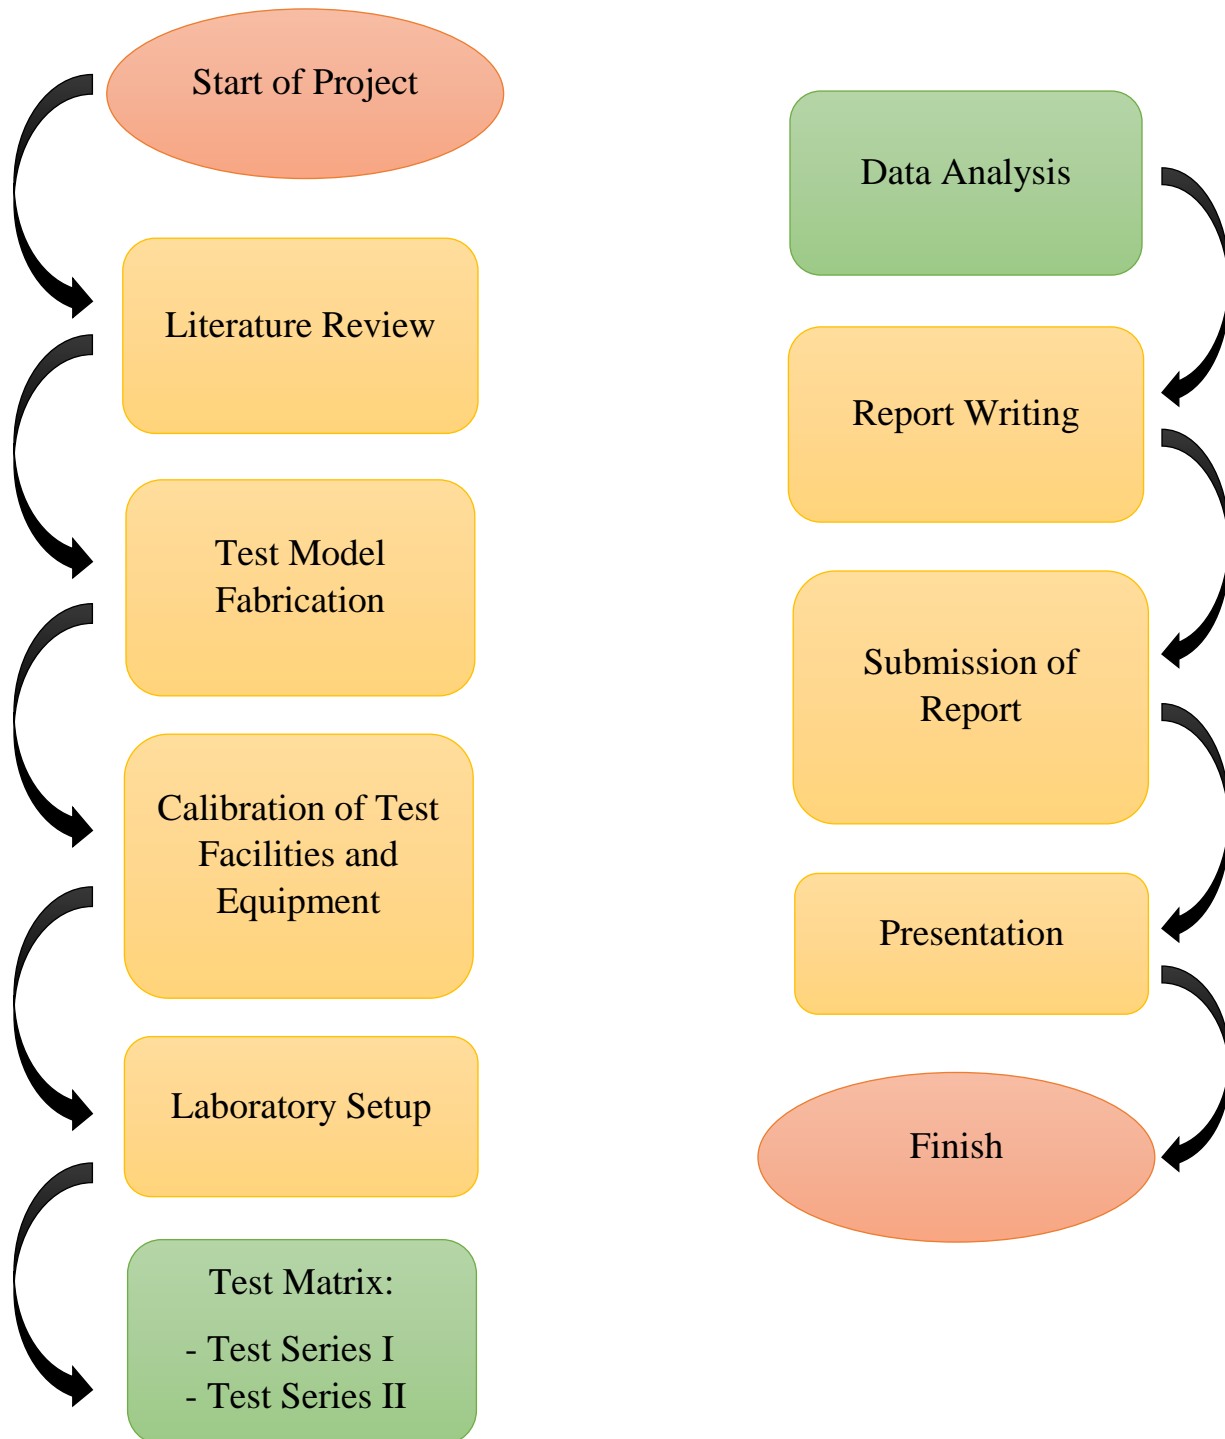 Start of Project
Literature Review
Test Model
Fabrication
Calibration of Test
Facilities and
Equipment
Laboratory Setup
Test Matrix:
- Test Series I
- Test Series II
Data Analysis
Report Writing
Submission of
Report
Presentation
Finish